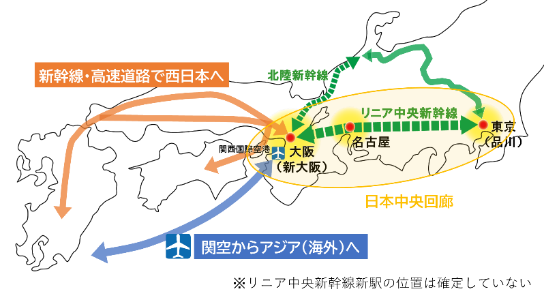 北陸新幹線
新幹線・高速道路で西日本へ
リニア中央新幹線
東京
(品川)
関西国際空港
大阪
(新大阪)
名古屋
日本中央回廊
関空からアジア(海外)へ
※リニア中央新幹線新駅の位置は確定していない